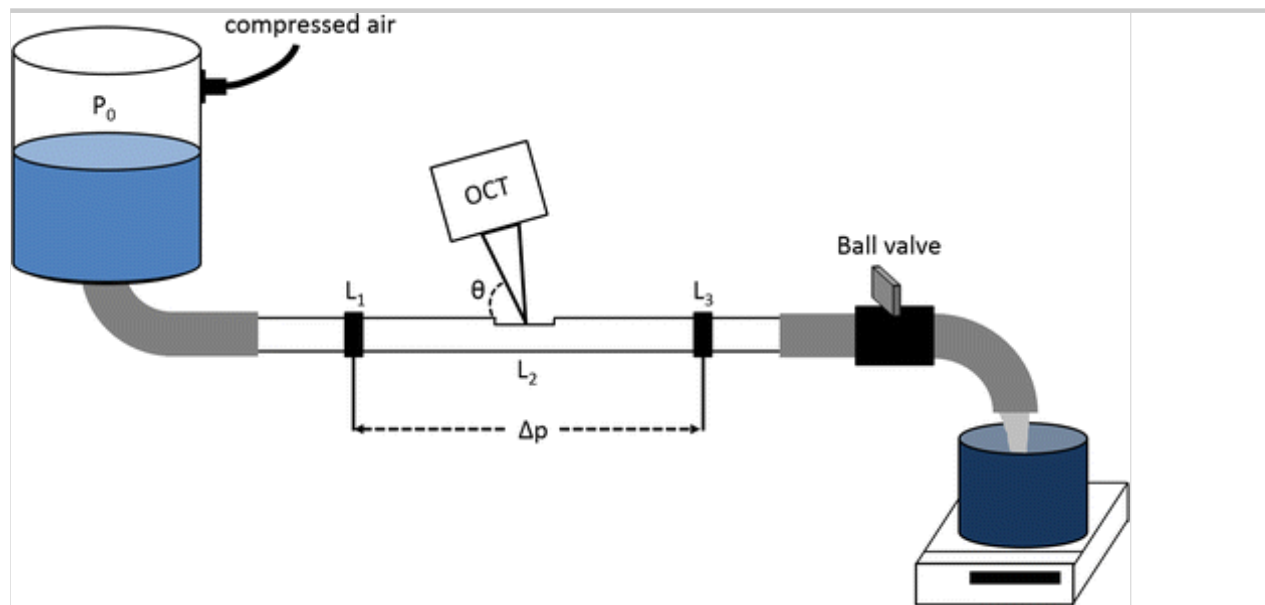 compressed air
P₀
OCT
Ball valve
θ
L₁
L₃
L₂
Δp